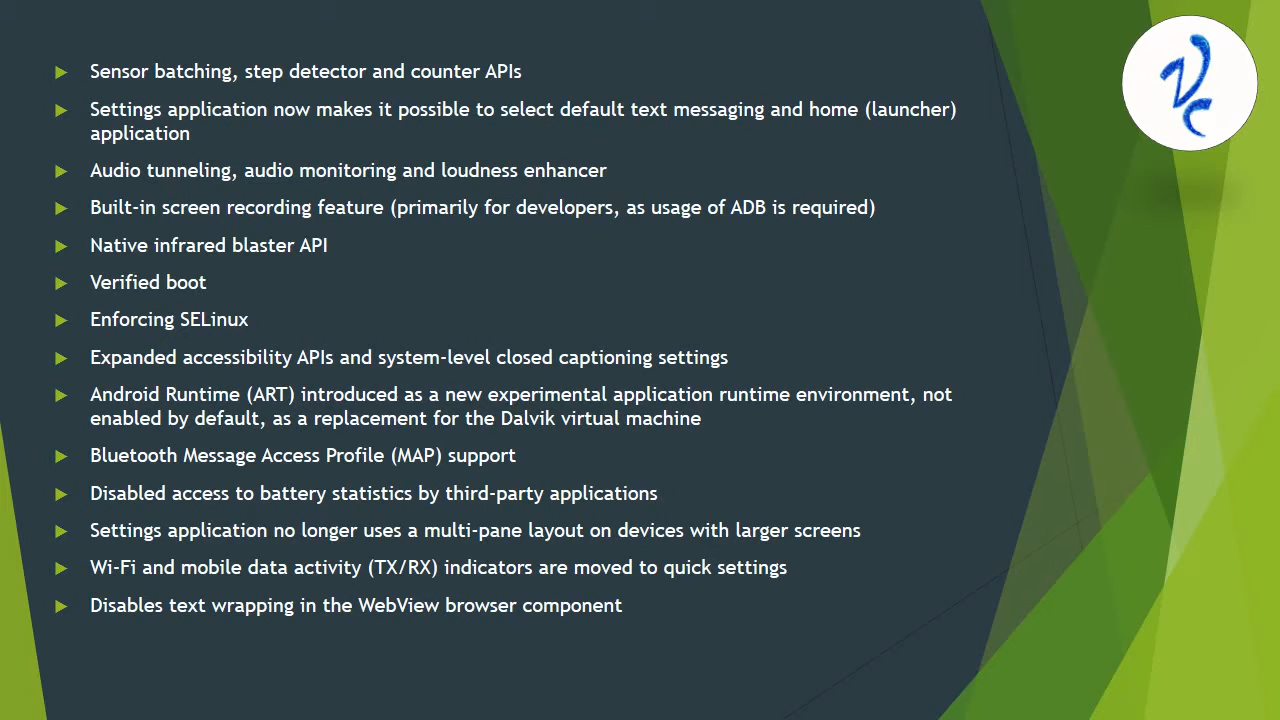 Sensor batching, step detector and counter APIs
Settings application now makes it possible to select default text messaging and home (launcher)
application
Audio tunneling, audio monitoring and loudness enhancer
Built-in screen recording feature (primarily for developers, as usage of ADB is required)
Native infrared blaster API
Verified boot
Enforcing SELinux
Expanded accessibility APIs and system-level closed captioning settings
Android Runtime (ART) introduced as a new experimental application runtime environment, not
enabled by default, as a replacement for the Dalvik virtual machine
Bluetooth Message Access Profile (MAP) support
Disabled access to battery statistics by third-party applications
Settings application no longer uses a multi-pane layout on devices with larger screens
Wi-Fi and mobile data activity (TX/RX) indicators are moved to quick settings
Disables text wrapping in the WebView browser component